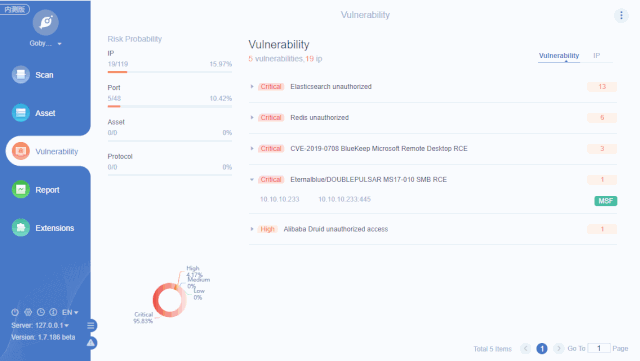 内测版
Vulnerability
Goby...
Scan
Asset
Vulnerability
Report
Extensions
EN
Server: 127.0.0.1
Version: 1.7.186 beta
Risk Probability
IP
19/119 15.97%
Port
5/48 10.42%
Asset
0/0 0%
Protocol
0/0 0%
High
4.17%
Medium
0%
Low
0%
Critical
95.83%
Vulnerability
5 vulnerabilities,19 ip
Vulnerability IP
Critical Elasticsearch unauthorized 13
Critical Redis unauthorized 6
Critical CVE-2019-0708 BlueKeep Microsoft Remote Desktop RCE 3
Critical Eternalblue/DOUBLEPULSAR MS17-010 SMB RCE 1
10.10.10.233 10.10.10.233:445 MSF
High Alibaba Druid unauthorized access 1
Total 5 Items 1 Go To 1 Page